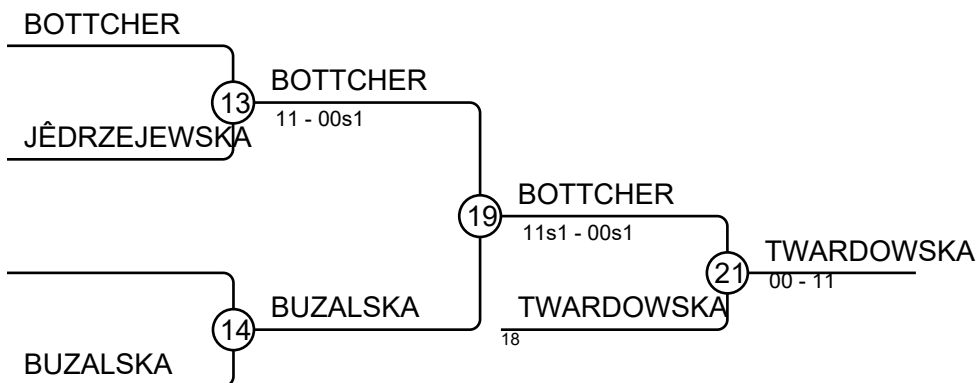 BOTTCHER
13
BOTTCHER
11 - 00s1
JÊDRZEJEWSKA
19
BOTTCHER
11s1 - 00s1
21
TWARDOWSKA
00 - 11
14
BUZALSKA
TWARDOWSKA
18
BUZALSKA